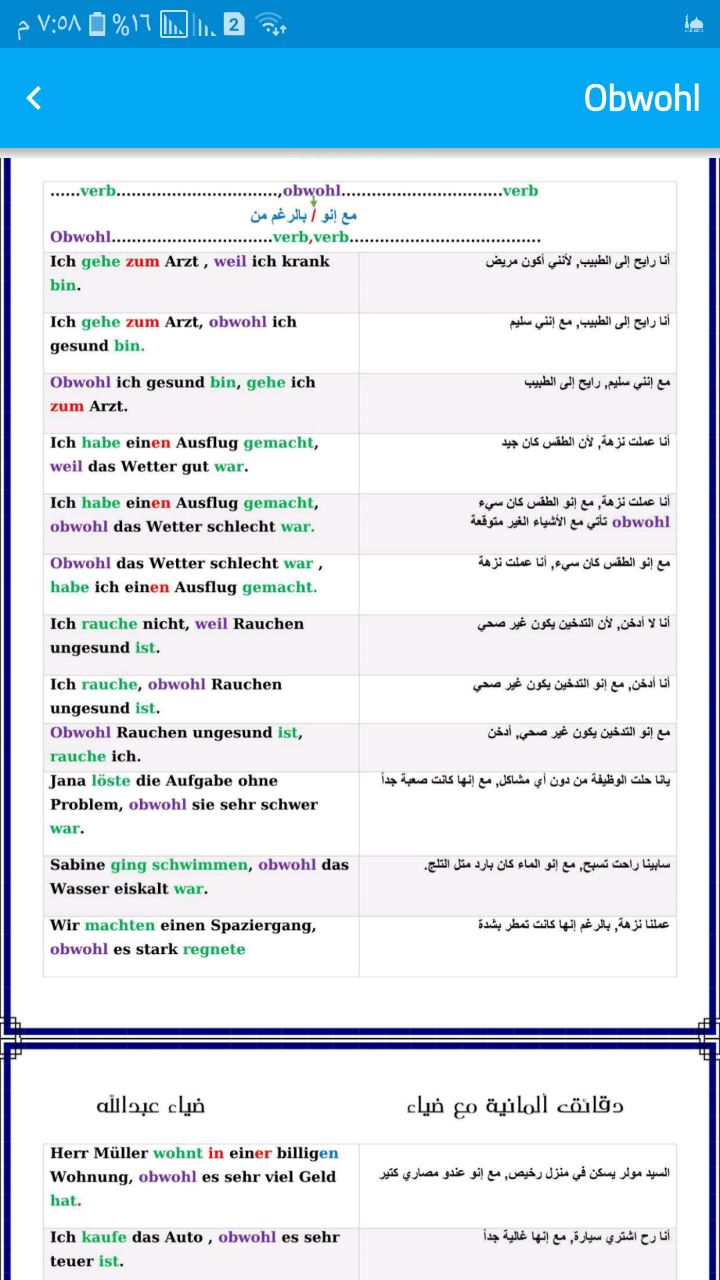 م ٧:٥٨ %١٦ 2
Obwohl
......verb................................,obwohl................................verb
مع إنو / بالرغم من
Obwohl................................verb,verb......................................
Ich gehe zum Arzt , weil ich krank
bin.
أنا رايح إلى الطبيب, لأنني أكون مريض
Ich gehe zum Arzt, obwohl ich
gesund bin.
أنا رايح إلى الطبيب, مع إنني سليم
Obwohl ich gesund bin, gehe ich
zum Arzt.
مع إنني سليم, رايح إلى الطبيب
Ich habe einen Ausflug gemacht,
weil das Wetter gut war.
أنا عملت نزهة, لأن الطقس كان جيد
Ich habe einen Ausflug gemacht,
obwohl das Wetter schlecht war.
أنا عملت نزهة, مع إنو الطقس كان سيء
obwohl تأتي مع الأشياء الغير متوقعة
Obwohl das Wetter schlecht war ,
habe ich einen Ausflug gemacht.
مع إنو الطقس كان سيء, أنا عملت نزهة
Ich rauche nicht, weil Rauchen
ungesund ist.
أنا لا أدخن, لأن التدخين يكون غير صحي
Ich rauche, obwohl Rauchen
ungesund ist.
أنا أدخن, مع إنو التدخين يكون غير صحي
Obwohl Rauchen ungesund ist,
rauche ich.
مع إنو التدخين يكون غير صحي, أدخن
Jana löste die Aufgabe ohne
Problem, obwohl sie sehr schwer
war.
يانا حلت الوظيفة من دون أي مشاكل, مع إنها كانت صعبة جداً
Sabine ging schwimmen, obwohl das
Wasser eiskalt war.
سابينا راحت تسبح, مع إنو الماء كان بارد متل التلج.
Wir machten einen Spaziergang,
obwohl es stark regnete
عملنا نزهة, بالرغم إنها كانت تمطر بشدة
دقائق ألمانية مع ضياء
ضياء عبدالله
Herr Müller wohnt in einer billigen
Wohnung, obwohl es sehr viel Geld
hat.
السيد مولر يسكن في منزل رخيص, مع إنو عندو مصاري كتير
Ich kaufe das Auto , obwohl es sehr
teuer ist.
أنا رح اشتري سيارة, مع إنها غالية جداً